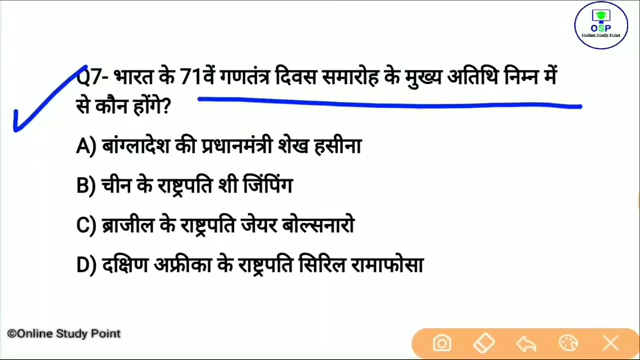 OSP
Online Study Point
Q7- भारत के 71वें गणतंत्र दिवस समारोह के मुख्य अतिथि निम्न में
से कौन होंगे?
A) बांग्लादेश की प्रधानमंत्री शेख हसीना
B) चीन के राष्ट्रपति शी जिंपिंग
C) ब्राजील के राष्ट्रपति जेयर बोल्सनारो
D) दक्षिण अफ्रीका के राष्ट्रपति सिरिल रामाफोसा
©Online Study Point